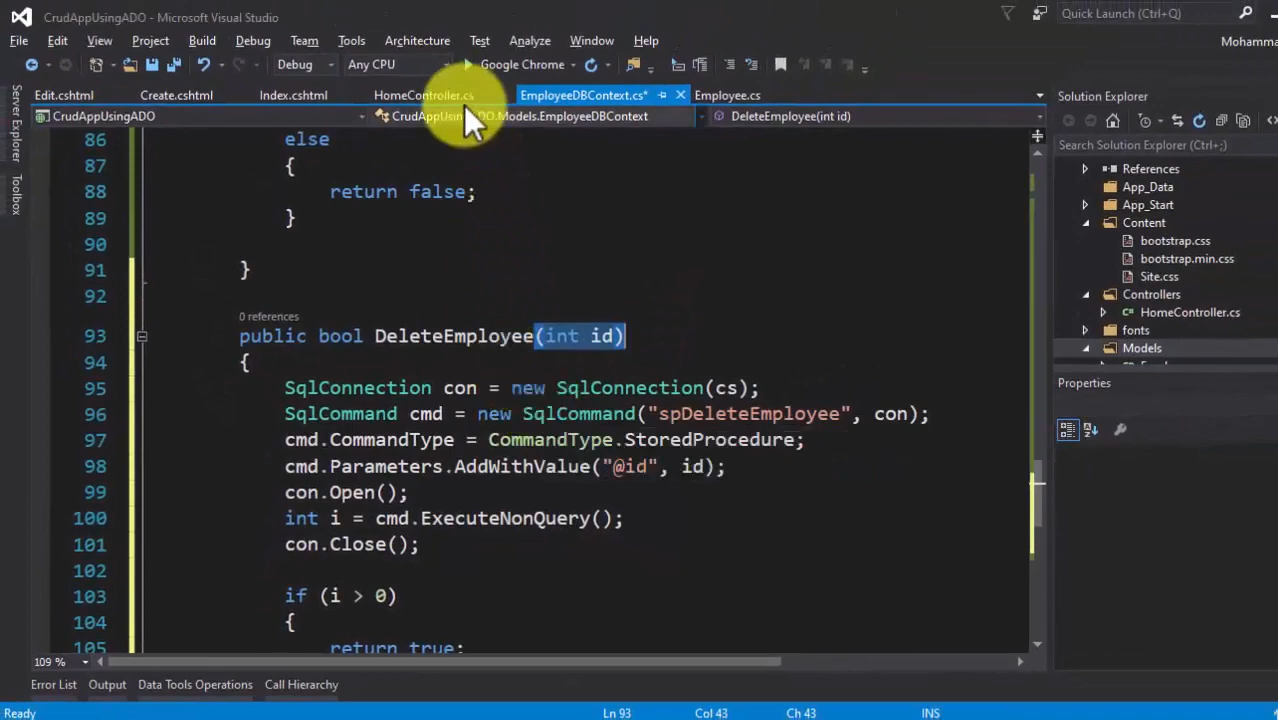 CrudAppUsingADO - Microsoft Visual Studio
Quick Launch (Ctrl+Q)
File Edit View Project Build Debug Team Tools Architecture Test Analyze Window Help
Mohamma
Debug Any CPU Google Chrome
Edit.cshtml Create.cshtml Index.cshtml HomeController.cs EmployeeDBContext.cs* Employee.cs
Solution Explorer
CrudAppUsingADO CrudAppUsingADO.Models.EmployeeDBContext DeleteEmployee(int id)
Server Explorer
Toolbox
Search Solution Explorer (Ctrl+;)
References
App_Data
App_Start
Content
bootstrap.css
bootstrap.min.css
Site.css
Controllers
HomeController.cs
fonts
Models
Properties
86 else
87 {
88 return false;
89 }
90
91 }
92
0 references
93 public bool DeleteEmployee(int id)
94 {
95 SqlConnection con = new SqlConnection(cs);
96 SqlCommand cmd = new SqlCommand("spDeleteEmployee", con);
97 cmd.CommandType = CommandType.StoredProcedure;
98 cmd.Parameters.AddWithValue("@id", id);
99 con.Open();
100 int i = cmd.ExecuteNonQuery();
101 con.Close();
102
103 if (i > 0)
104 {
105 return true;
109 %
Error List Output Data Tools Operations Call Hierarchy
Ready Ln 93 Col 43 Ch 43 INS